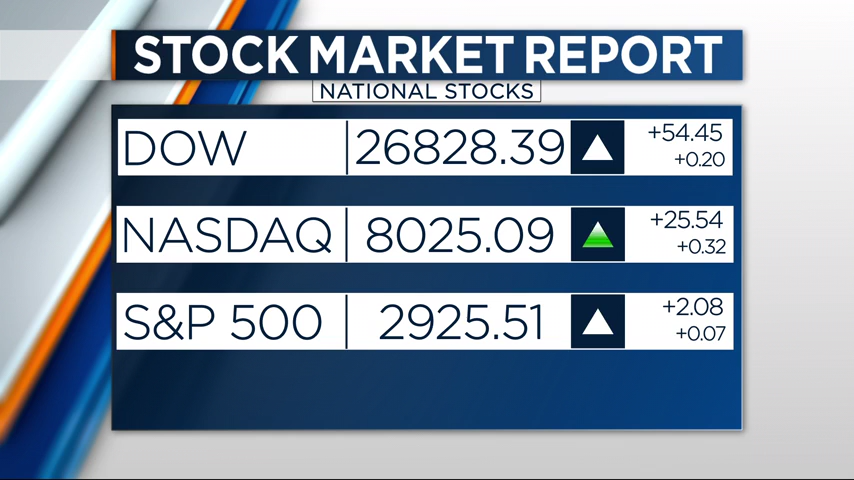 STOCK MARKET REPORT
NATIONAL STOCKS
DOW 26828.39 +54.45
+0.20
NASDAQ 8025.09 +25.54
+0.32
S&P 500 2925.51 +2.08
+0.07